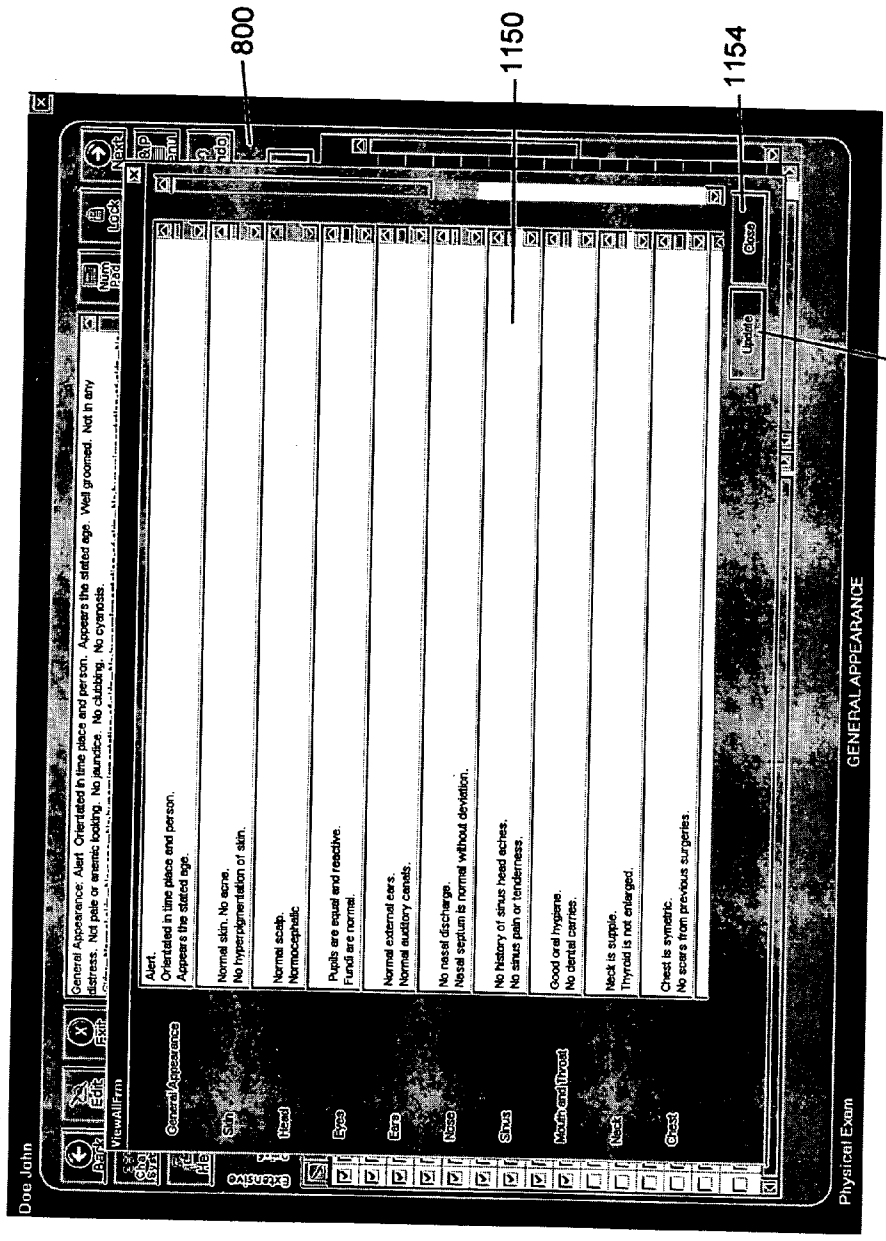 Doe John
Back
Edit
Exit
General Appearance: Alert Orientated in time place and person. Appears the stated age. Well groomed. Not in any
distress. Not pale or anemic looking. No jaundice. No clubbing. No cyanosis.
Num
Pad
Lock
Next
800
ViewAllFrm
Extensive
General Appearance
Alert.
Orientated in time place and person.
Appears the stated age.
Skin
Normal skin. No acne.
No hyperpigmentation of skin.
Head
Normal scalp.
Normocephalic
Eyes
Pupils are equal and reactive.
Fundi are normal.
Ears
Normal external ears.
Normal auditory canals.
Nose
No nasal discharge.
Nasal septum is normal without deviation.
Sinus
No history of sinus head aches.
No sinus pain or tenderness.
1150
Mouth and Throat
Good oral hygiene.
No dental carries.
Neck
Neck is supple.
Thyroid is not enlarged.
Chest
Chest is symetric.
No scars from previous surgeries.
Update
Close
1154
Physical Exam
GENERAL APPEARANCE